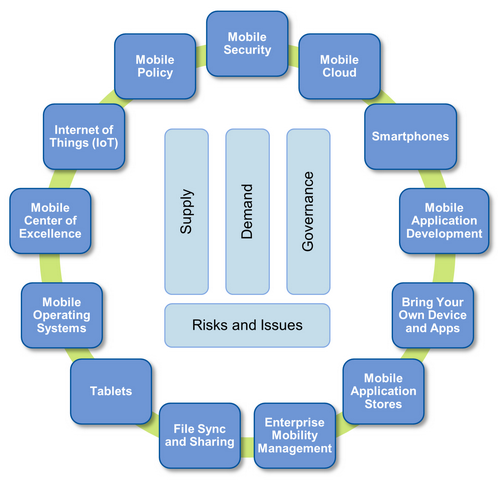 Mobile
Security
Mobile
Cloud
Smartphones
Mobile
Application
Development
Bring Your
Own Device
and Apps
Mobile
Application
Stores
Enterprise
Mobility
Management
File Sync
and Sharing
Tablets
Mobile
Operating
Systems
Mobile
Center of
Excellence
Internet of
Things (IoT)
Mobile
Policy
Supply
Demand
Governance
Risks and Issues